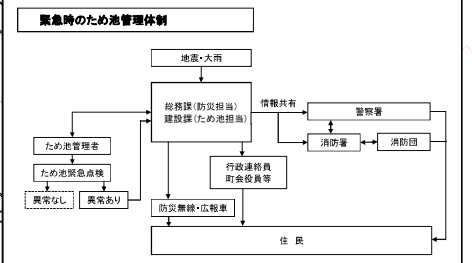 緊急時のため池管理体制
地震・大雨
総務課(防災担当)
建設課(ため池担当)
情報共有
警察署
消防署
消防団
ため池管理者
ため池緊急点検
異常なし
異常あり
行政連絡員
町会役員等
防災無線・広報車
住民